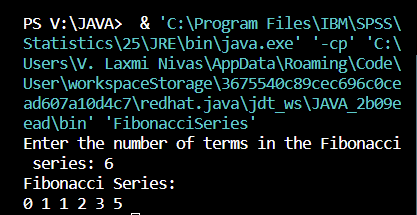 PS V:\JAVA>  & 'C:\Program Files\IBM\SPSS\
Statistics\25\JRE\bin\java.exe' '-cp' 'C:\
Users\V. Laxmi Nivas\AppData\Roaming\Code\
User\workspaceStorage\3675540c89cec696c0ce
ad607a10d4c7\redhat.java\jdt_ws\JAVA_2b09e
ead\bin' 'FibonacciSeries'
Enter the number of terms in the Fibonacci
 series: 6
Fibonacci Series:
0 1 1 2 3 5